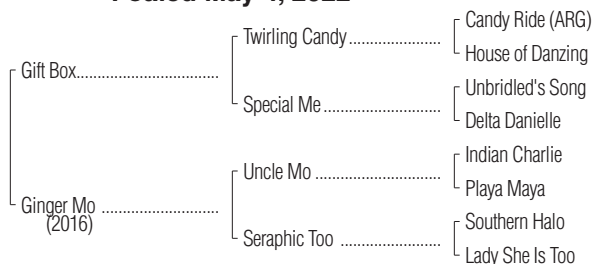 Foaled May 4, 2022
Candy Ride (ARG)
Twirling Candy......................
House of Danzing
Gift Box..................................
Unbridled's Song
Special Me...........................
Delta Danielle
Indian Charlie
Uncle Mo .............................
Playa Maya
Ginger Mo ............................
(2016)
Southern Halo
Seraphic Too ........................
Lady She Is Too